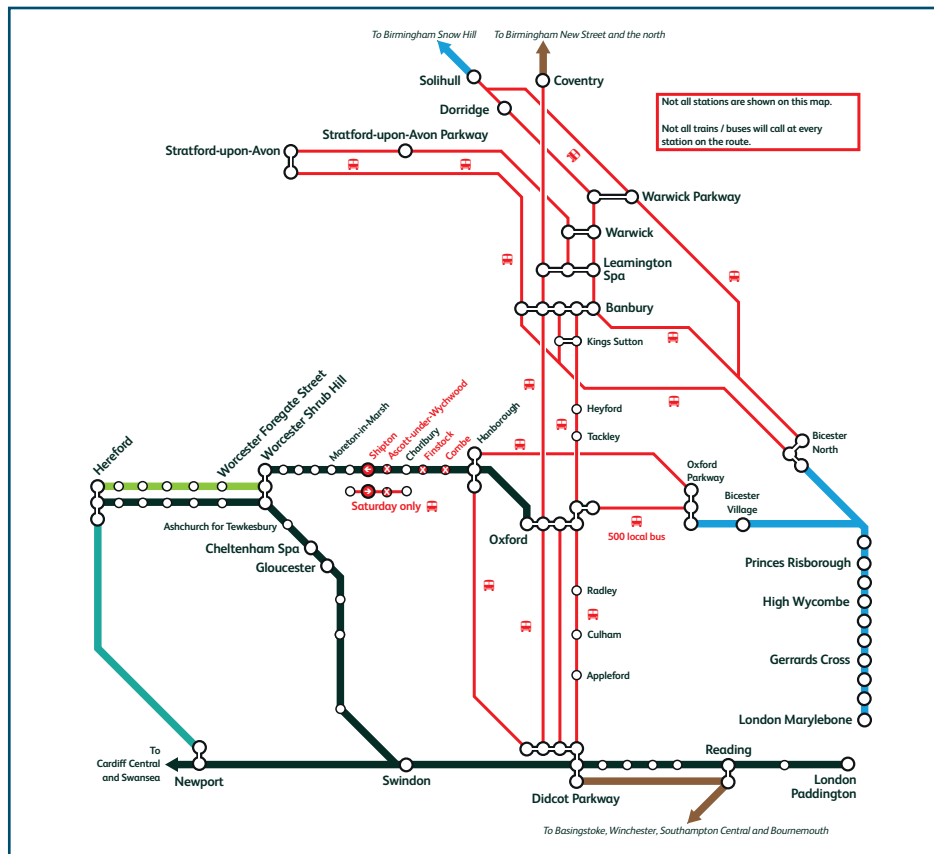 To Birmingham Snow Hill
To Birmingham New Street and the north
Solihull
Coventry
Dorridge
Not all stations are shown on this map.
Not all trains / buses will call at every
station on the route.
Stratford-upon-Avon Parkway
Stratford-upon-Avon
Warwick Parkway
Warwick
Leamington
Spa
Banbury
Kings Sutton
Hereford
Worcester Foregate Street
Worcester Shrub Hill
Moreton-in-Marsh
Shipton
Ascott-under-Wychwood
Charlbury
Finstock
Combe
Hanborough
Heyford
Tackley
Bicester
North
Oxford
Parkway
Bicester
Village
Saturday only
Ashchurch for Tewkesbury
Oxford
500 local bus
Cheltenham Spa
Gloucester
Princes Risborough
Radley
High Wycombe
Culham
Gerrards Cross
Appleford
London Marylebone
To
Cardiff Central
and Swansea
Newport
Swindon
Didcot Parkway
Reading
London
Paddington
To Basingstoke, Winchester, Southampton Central and Bournemouth